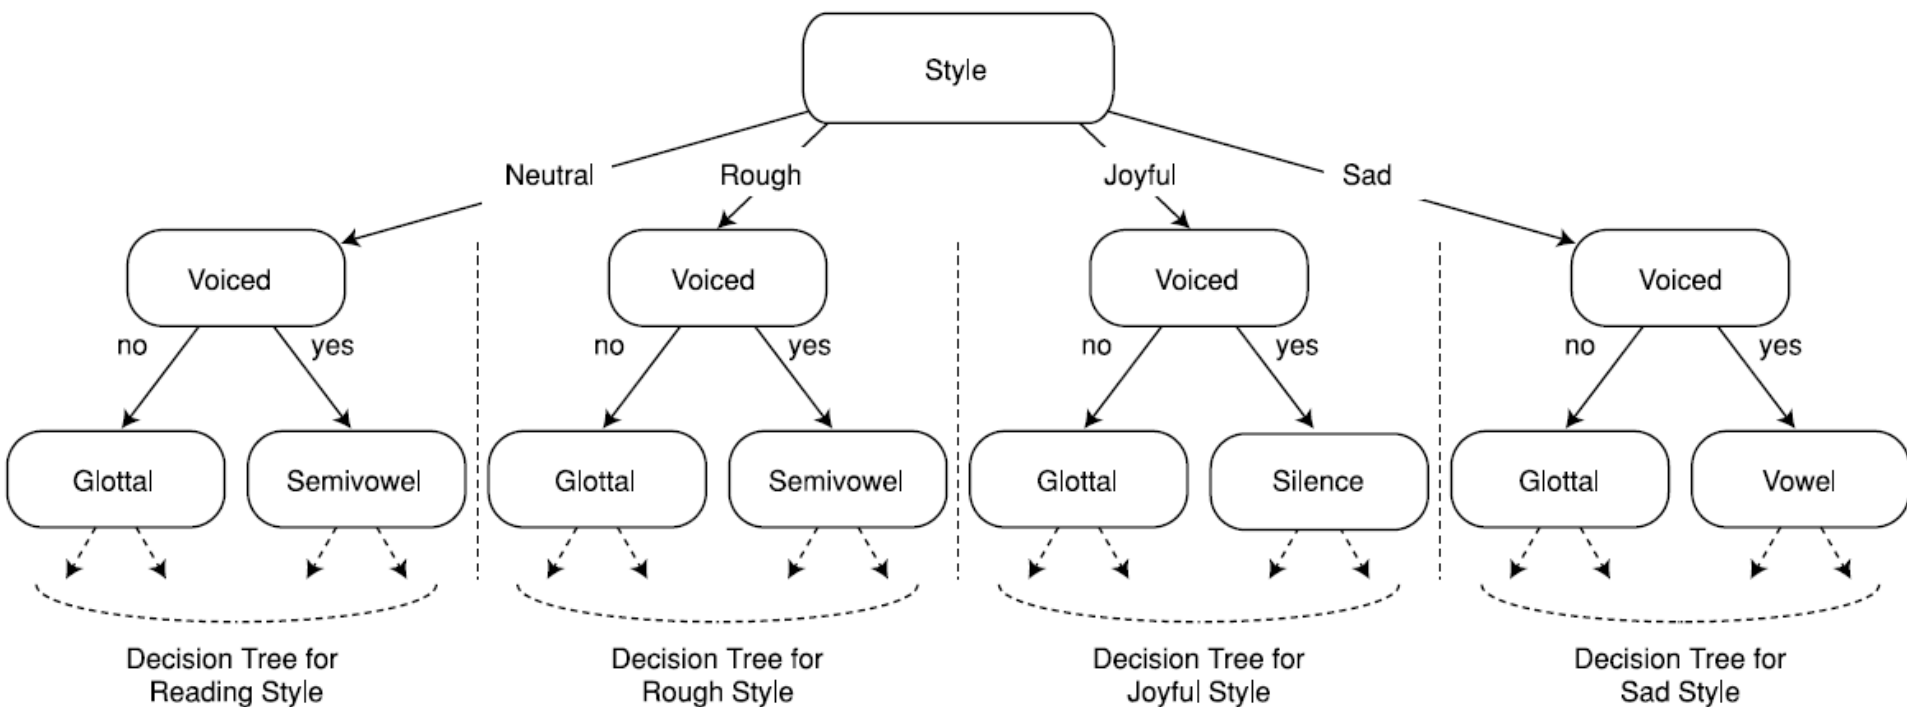 Style
Neutral
Rough
Joyful
Sad
Voiced
Voiced
Voiced
Voiced
no
yes
no
yes
no
yes
no
yes
Glottal
Semivowel
Glottal
Semivowel
Glottal
Silence
Glottal
Vowel
Decision Tree for
Reading Style
Decision Tree for
Rough Style
Decision Tree for
Joyful Style
Decision Tree for
Sad Style